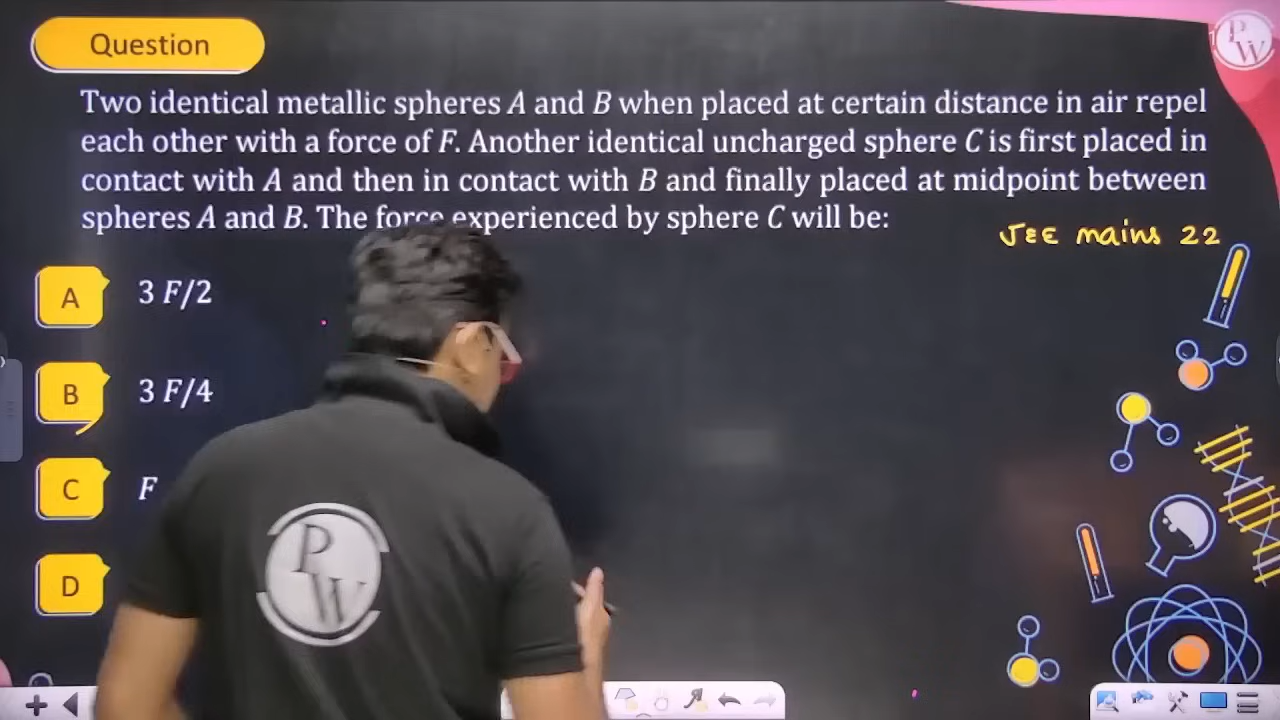 Question
Two identical metallic spheres A and B when placed at certain distance in air repel
each other with a force of F. Another identical uncharged sphere C is first placed in
contact with A and then in contact with B and finally placed at midpoint between
spheres A and B. The force experienced by sphere C will be:
JEE mains 22
A 3 F/2
B 3 F/4
C F
D
PW
PW